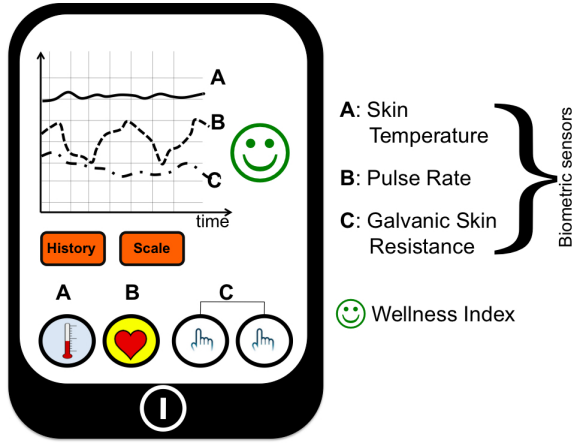 A
B
C
time
History
Scale
A
B
C
A: Skin
Temperature
B: Pulse Rate
C: Galvanic Skin
Resistance
Biometric sensors
Wellness Index